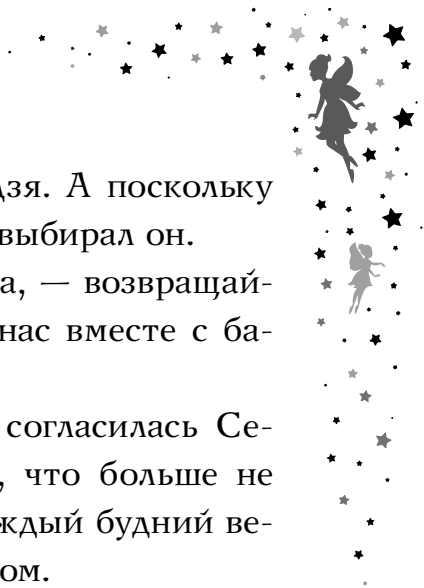 дзя. А поскольку
выбирал он.
а, — возвращай-
нас вместе с ба-
согласилась Се-
, что больше не
ждый будний ве-
ом.